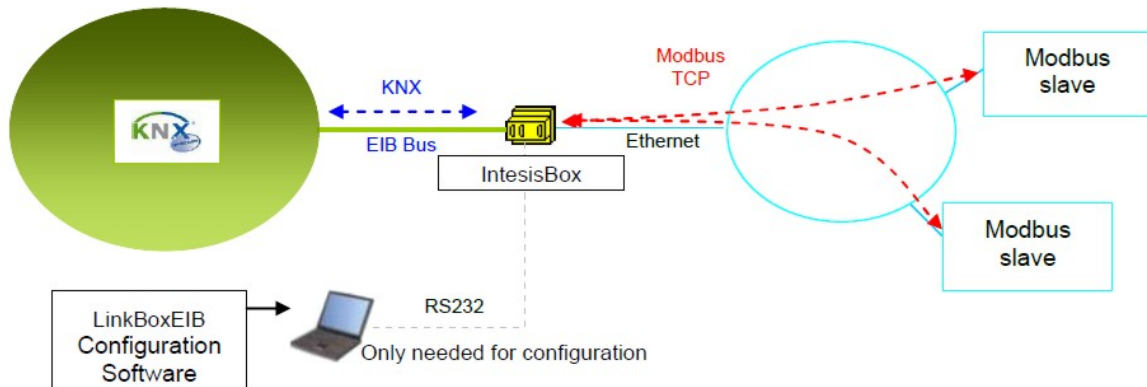 KNX
KNX
EIB Bus
IntesisBox
Modbus
TCP
Ethernet
Modbus
slave
Modbus
slave
LinkBoxEIB
Configuration
Software
RS232
Only needed for configuration